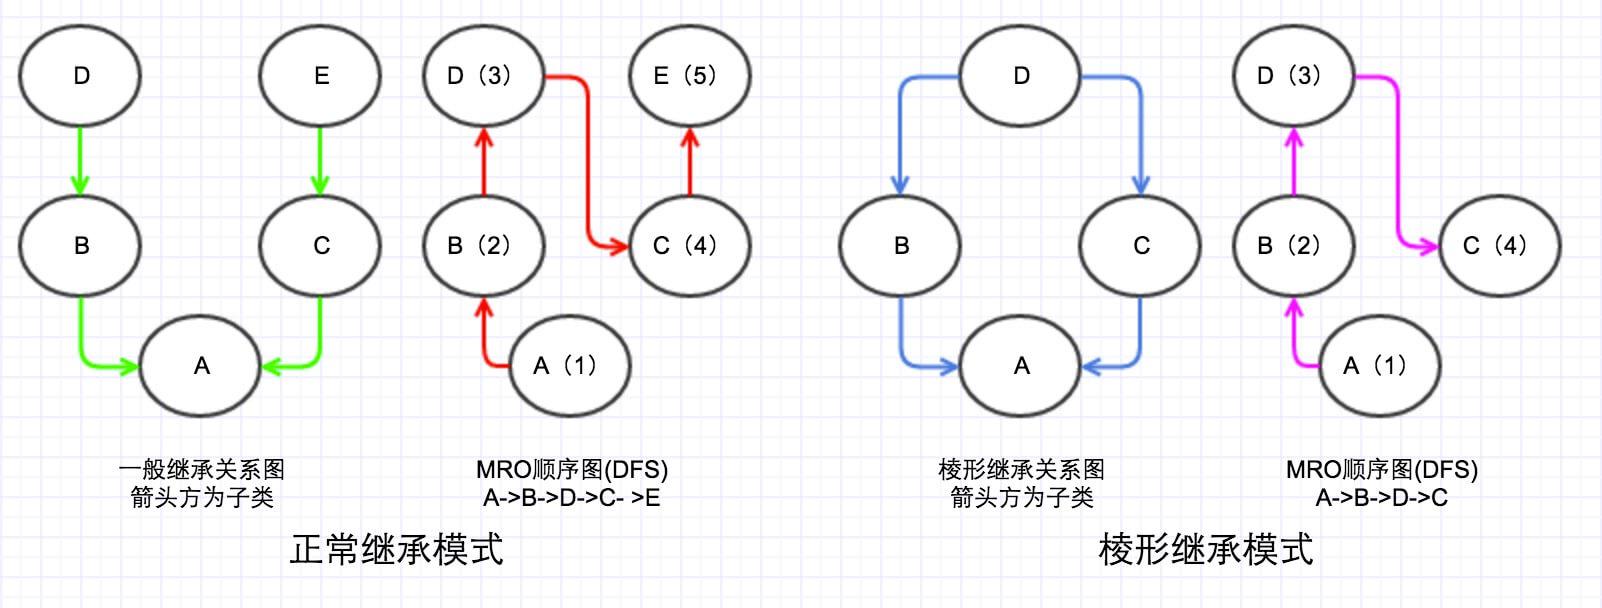 D
E
D（3）
E（5）
D
D（3）
B
C
B（2）
C（4）
B
C
B（2）
C（4）
A
A（1）
A
A（1）
一般继承关系图
箭头方为子类
MRO顺序图(DFS)
A->B->D->C- >E
棱形继承关系图
箭头方为子类
MRO顺序图(DFS)
A->B->D->C
正常继承模式
棱形继承模式